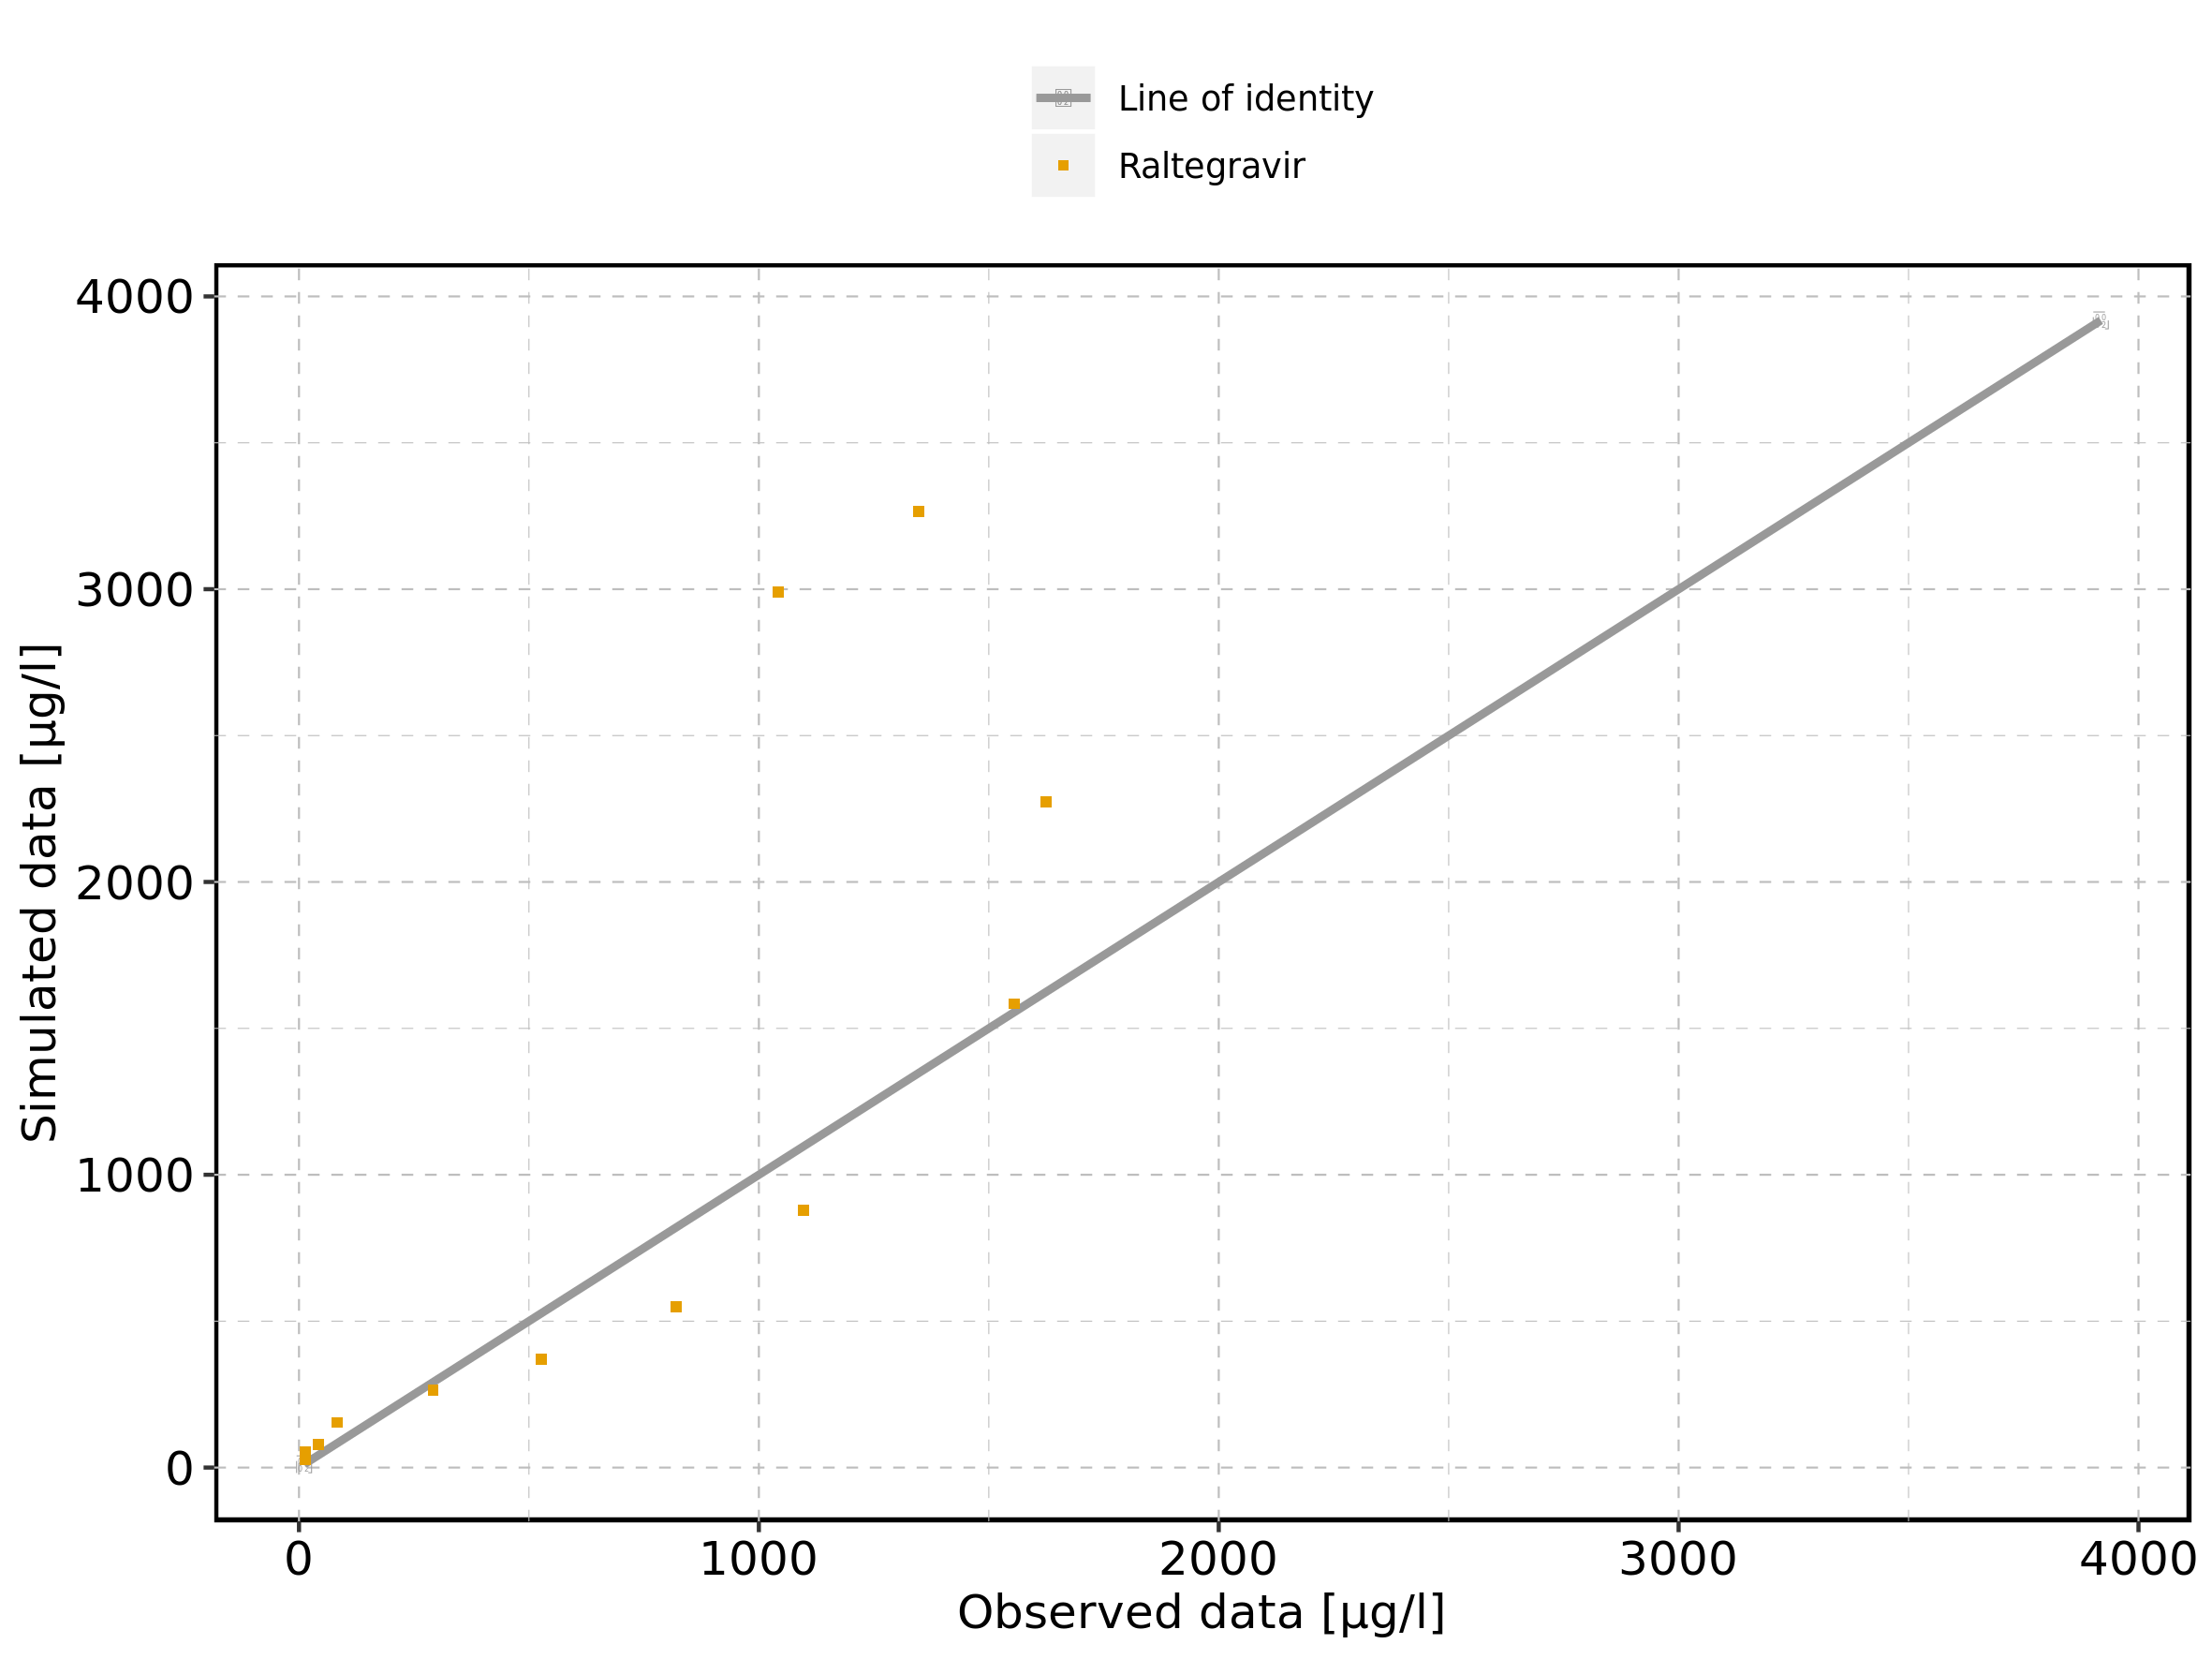 Line of identity
Raltegravir
4000
3000
2000
1000
0
Simulated data [µg/l]
0 1000 2000 3000 4000
Observed data [µg/l]